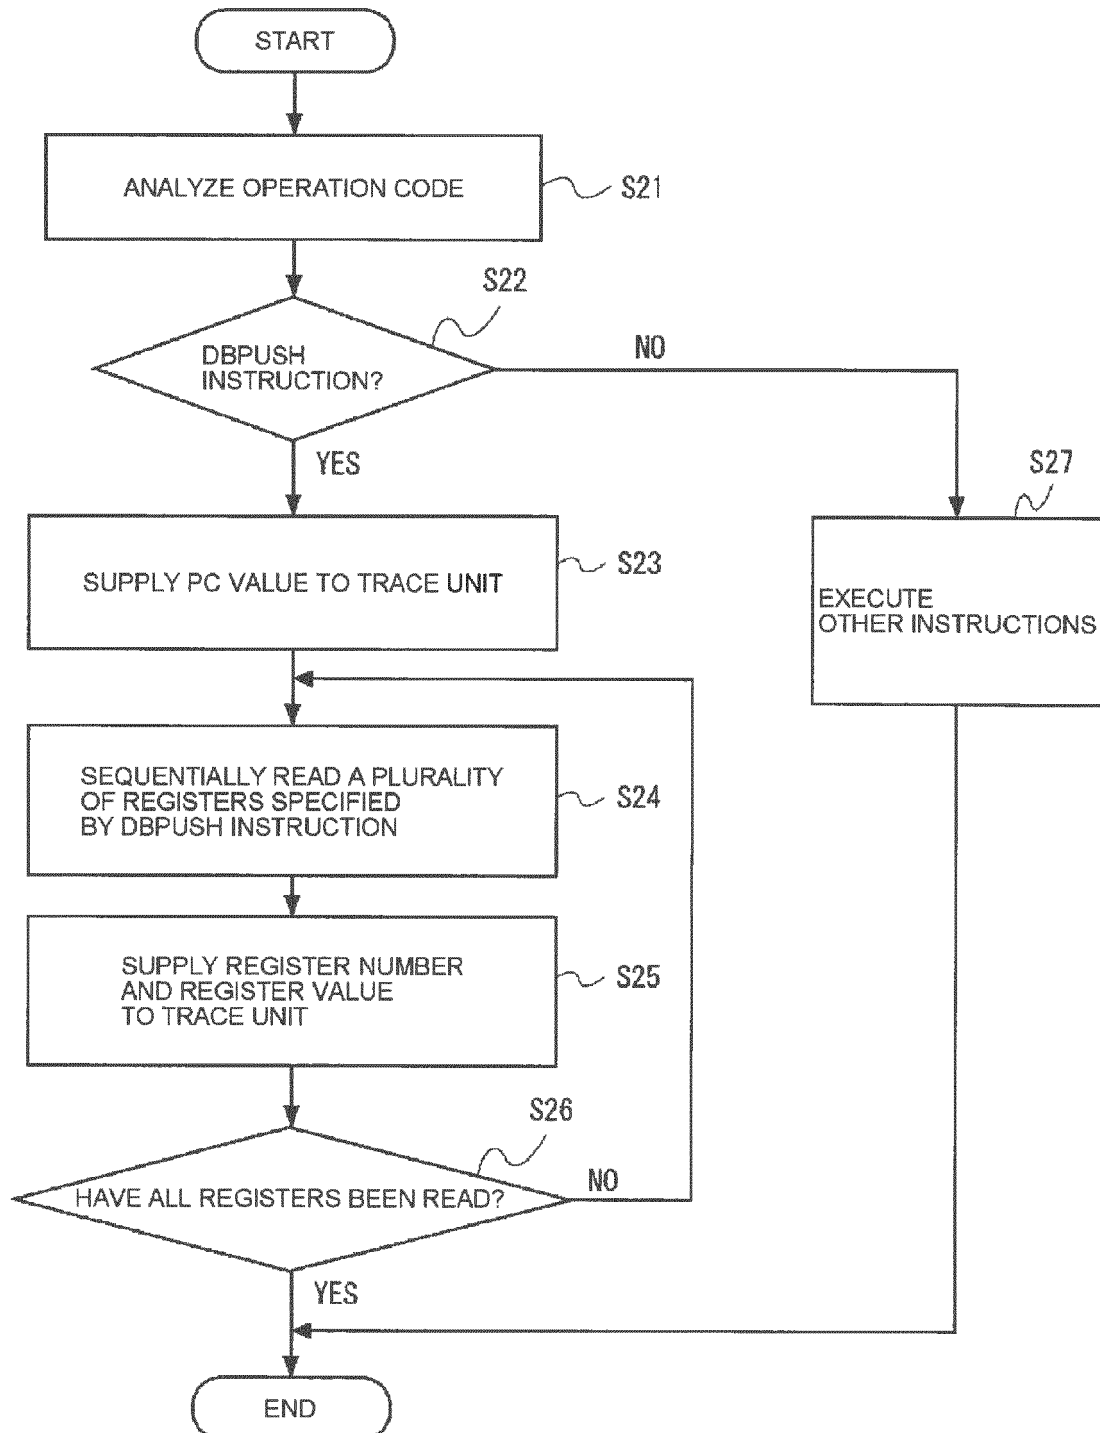 START
ANALYZE OPERATION CODE
S21
S22
DBPUSH
INSTRUCTION?
NO
YES
S27
SUPPLY PC VALUE TO TRACE UNIT
S23
EXECUTE
OTHER INSTRUCTIONS
SEQUENTIALLY READ A PLURALITY
OF REGISTERS SPECIFIED
BY DBPUSH INSTRUCTION
S24
SUPPLY REGISTER NUMBER
AND REGISTER VALUE
TO TRACE UNIT
S25
S26
HAVE ALL REGISTERS BEEN READ?
NO
YES
END